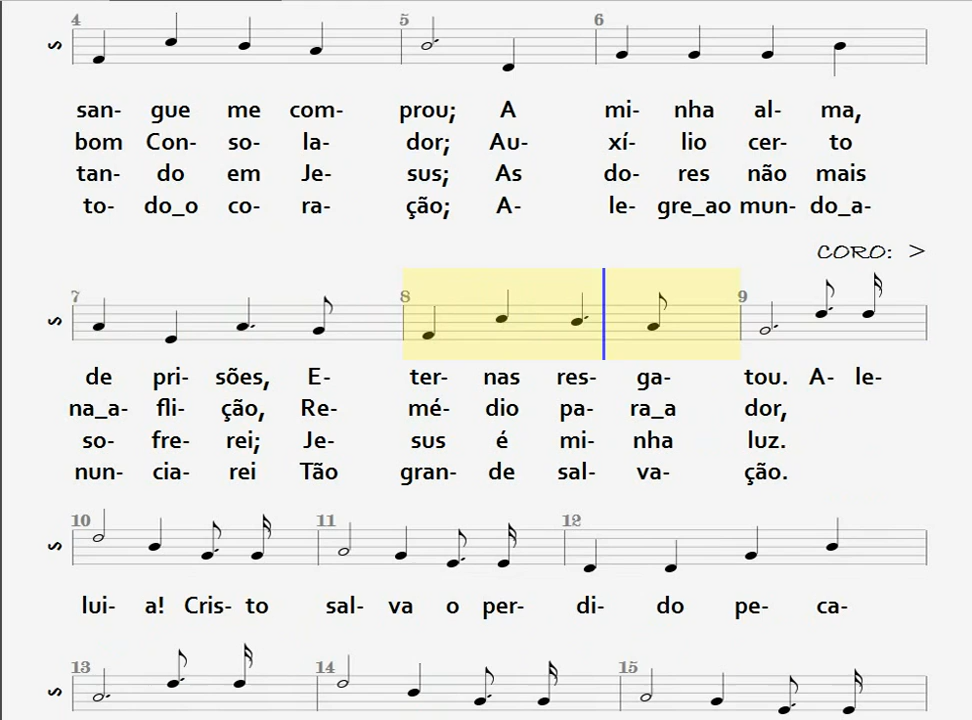 4 5 6
S
san- gue me com- prou; A mi- nha al- ma,
bom Con- so- la- dor; Au- xí- lio cer- to
tan- do em Je- sus; As do- res não mais
to- do_o co- ra- ção; A- le- gre_ao mun- do_a-
CORO: >
7 8 9
S
de pri- sões, E- ter- nas res- ga- tou. A- le-
na_a- fli- ção, Re- mé- dio pa- ra_a dor,
so- fre- rei; Je- sus é mi- nha luz.
nun- cia- rei Tão gran- de sal- va- ção.
10 11 12
S
lui- a! Cris- to sal- va o per- di- do pe- ca-
13 14 15
S